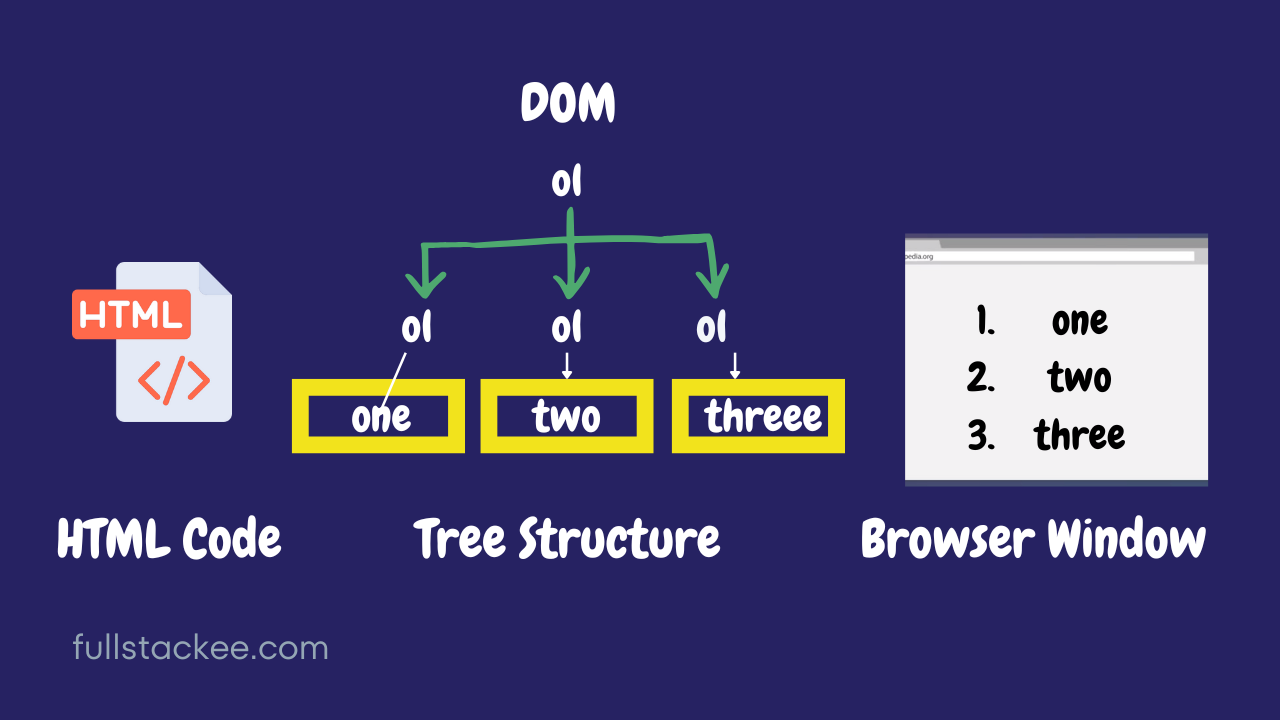 DOM
ol
ol ol ol
one two threee
HTML
</>
pedia.org
1. one
2. two
3. three
HTML Code
Tree Structure
Browser Window
fullstackee.com